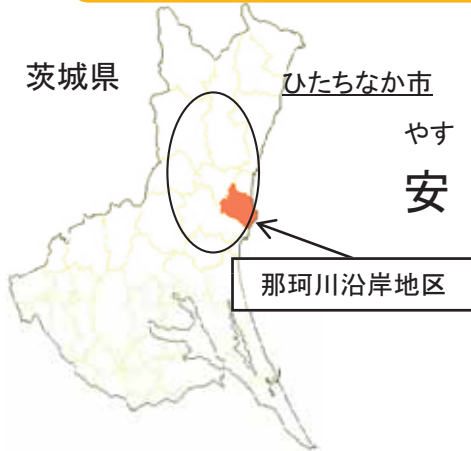 茨城県
ひたちなか市
やす
安
那珂川沿岸地区